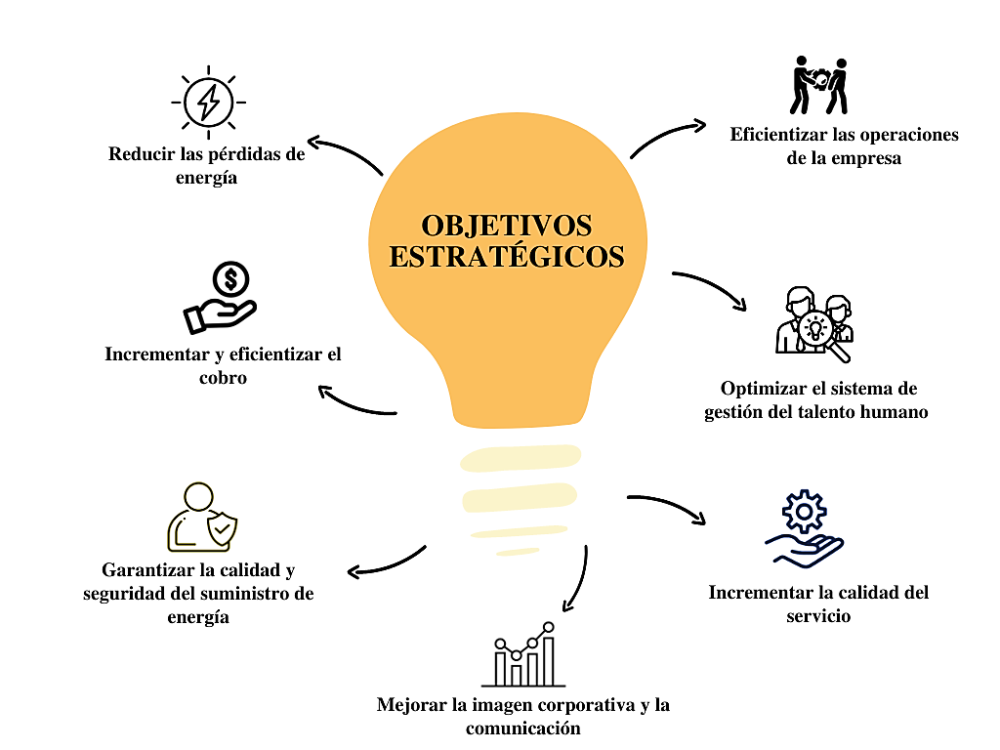 OBJETIVOS
ESTRATÉGICOS
Reducir las pérdidas de
energía
Eficientizar las operaciones
de la empresa
Incrementar y eficientizar el
cobro
Optimizar el sistema de
gestión del talento humano
Garantizar la calidad y
seguridad del suministro de
energía
Incrementar la calidad del
servicio
Mejorar la imagen corporativa y la
comunicación